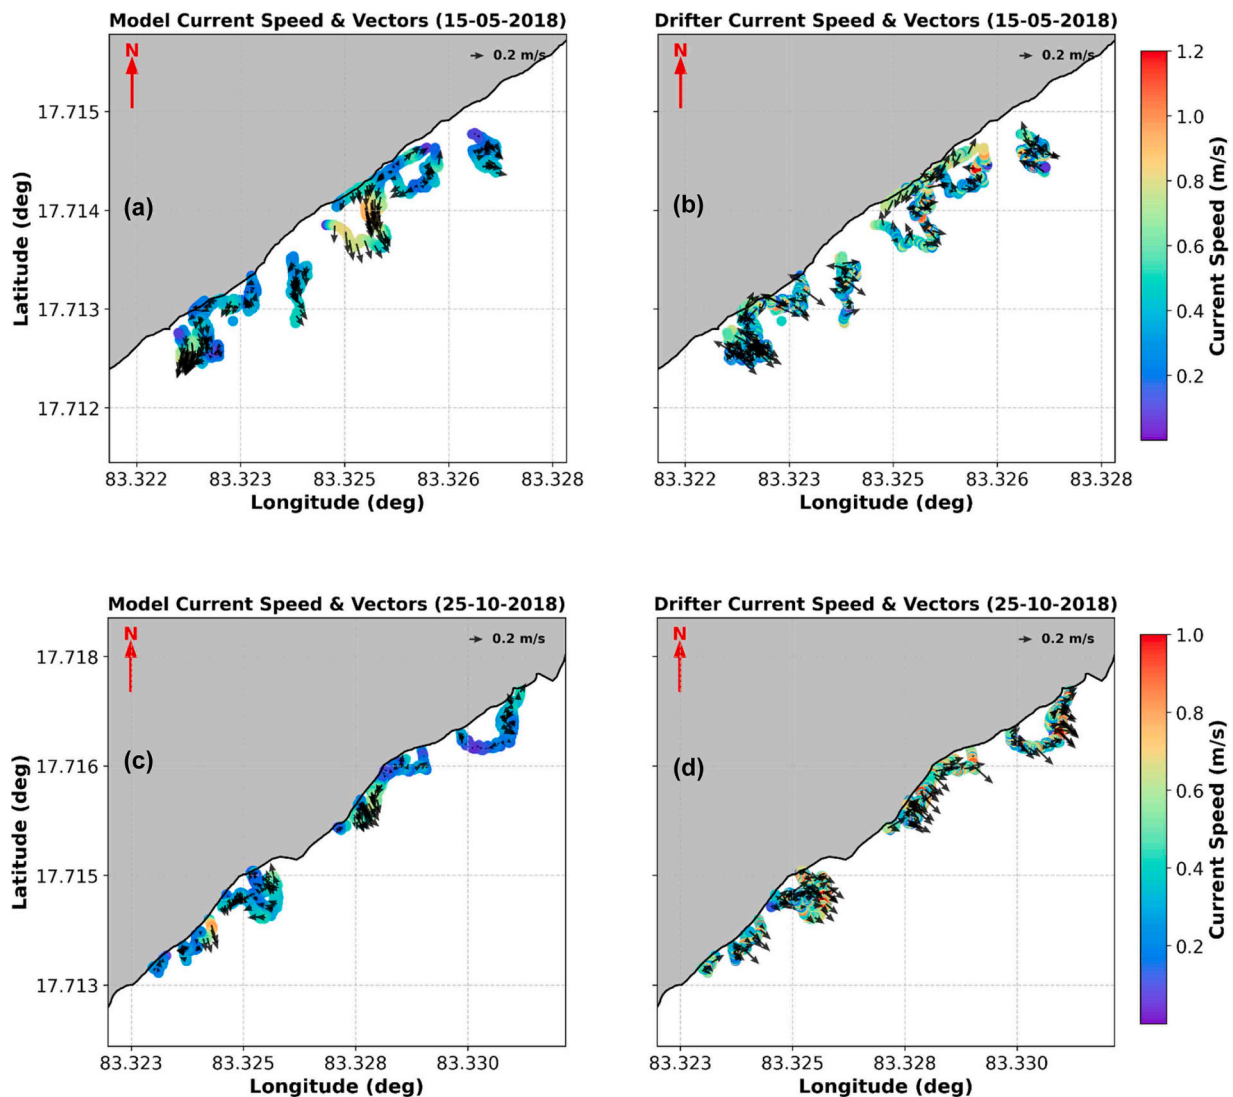 Model Current Speed & Vectors (15-05-2018)
N
0.2 m/s
17.715
17.714
17.713
17.712
Latitude (deg)
(a)
83.322
83.323
83.325
83.326
83.328
Longitude (deg)
Drifter Current Speed & Vectors (15-05-2018)
N
0.2 m/s
(b)
83.322
83.323
83.325
83.326
83.328
Longitude (deg)
1.2
1.0
0.8
0.6
0.4
0.2
Current Speed (m/s)
Model Current Speed & Vectors (25-10-2018)
N
0.2 m/s
17.718
17.716
17.715
17.713
Latitude (deg)
(c)
83.323
83.325
83.328
83.330
Longitude (deg)
Drifter Current Speed & Vectors (25-10-2018)
N
0.2 m/s
(d)
83.323
83.325
83.328
83.330
Longitude (deg)
1.0
0.8
0.6
0.4
0.2
Current Speed (m/s)